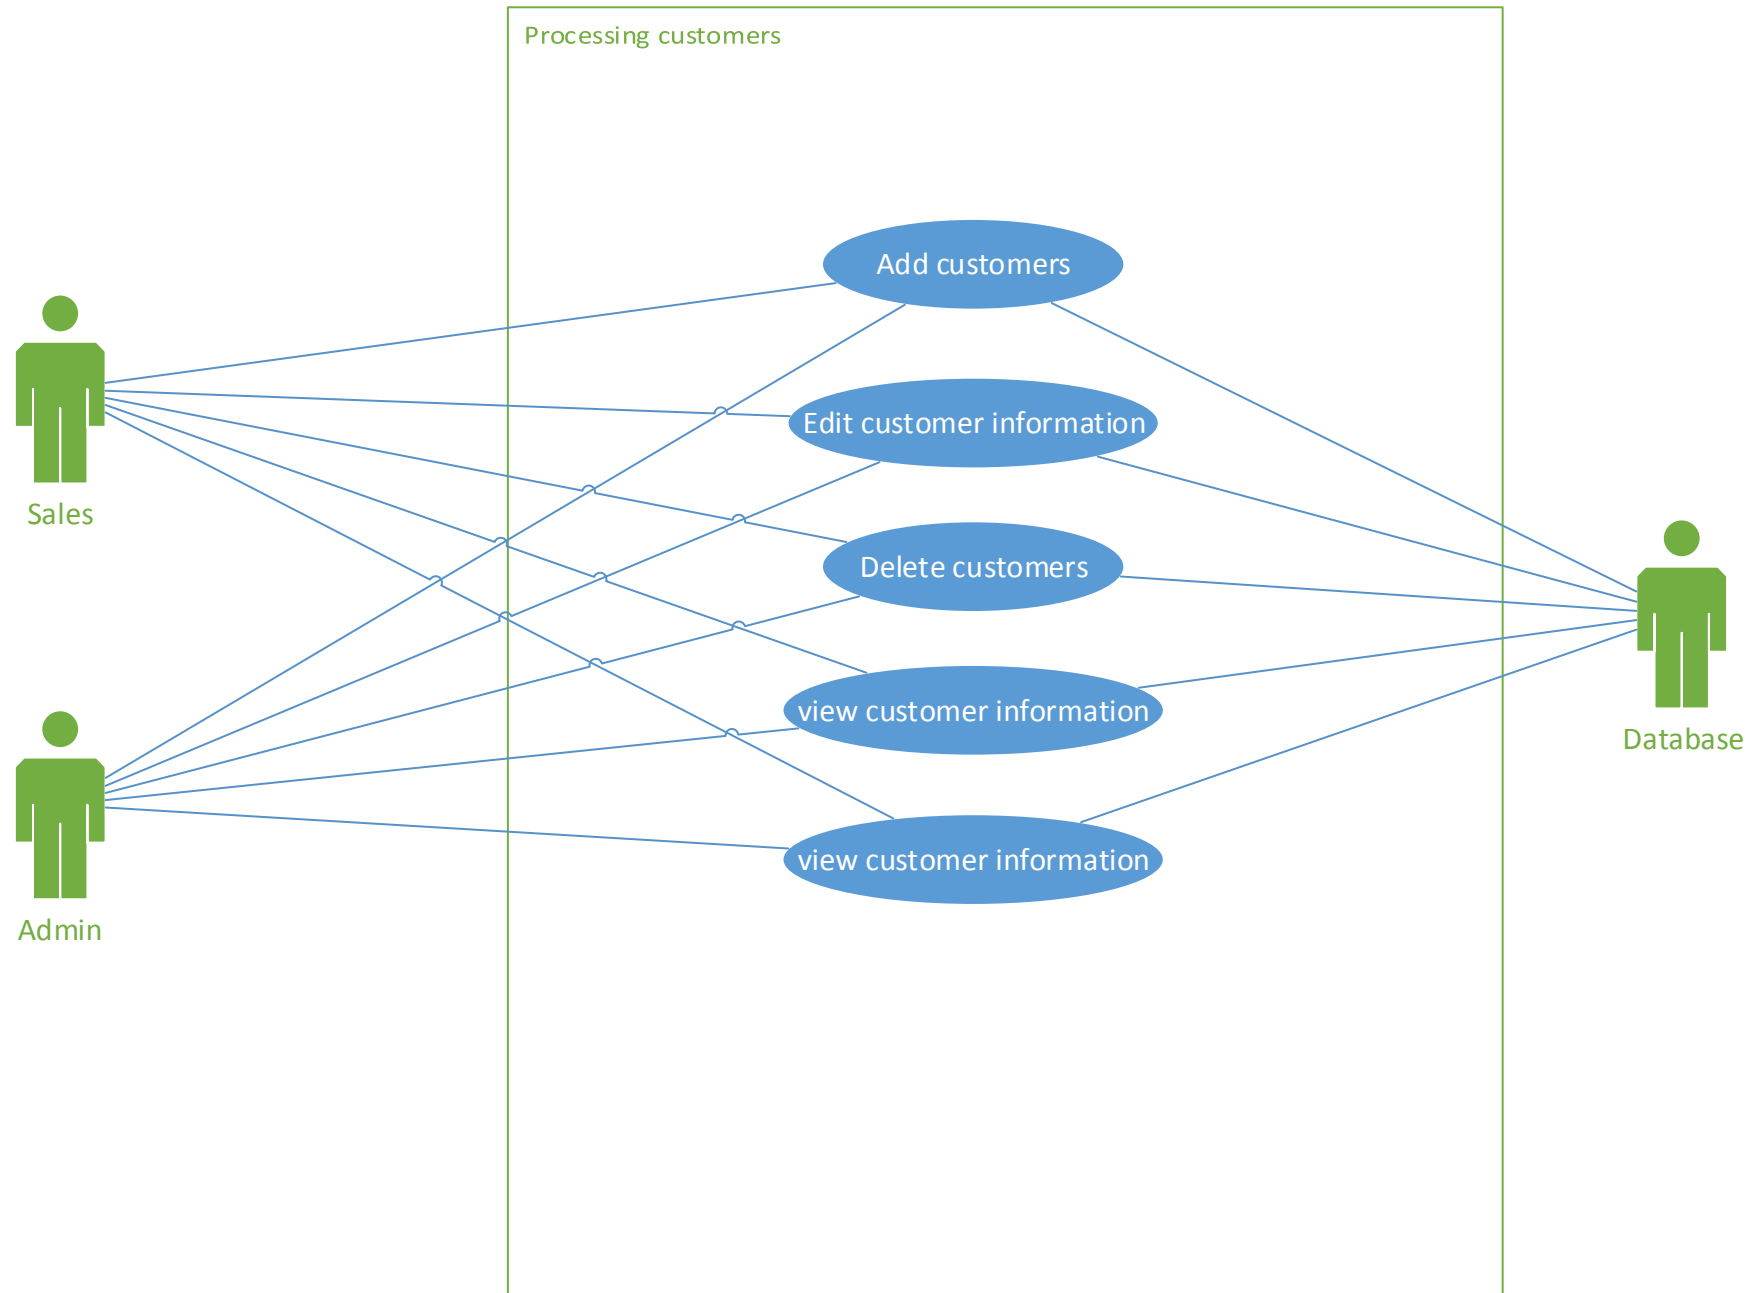 Processing customers
Add customers
Edit customer information
Sales
Delete customers
view customer information
Database
view customer information
Admin